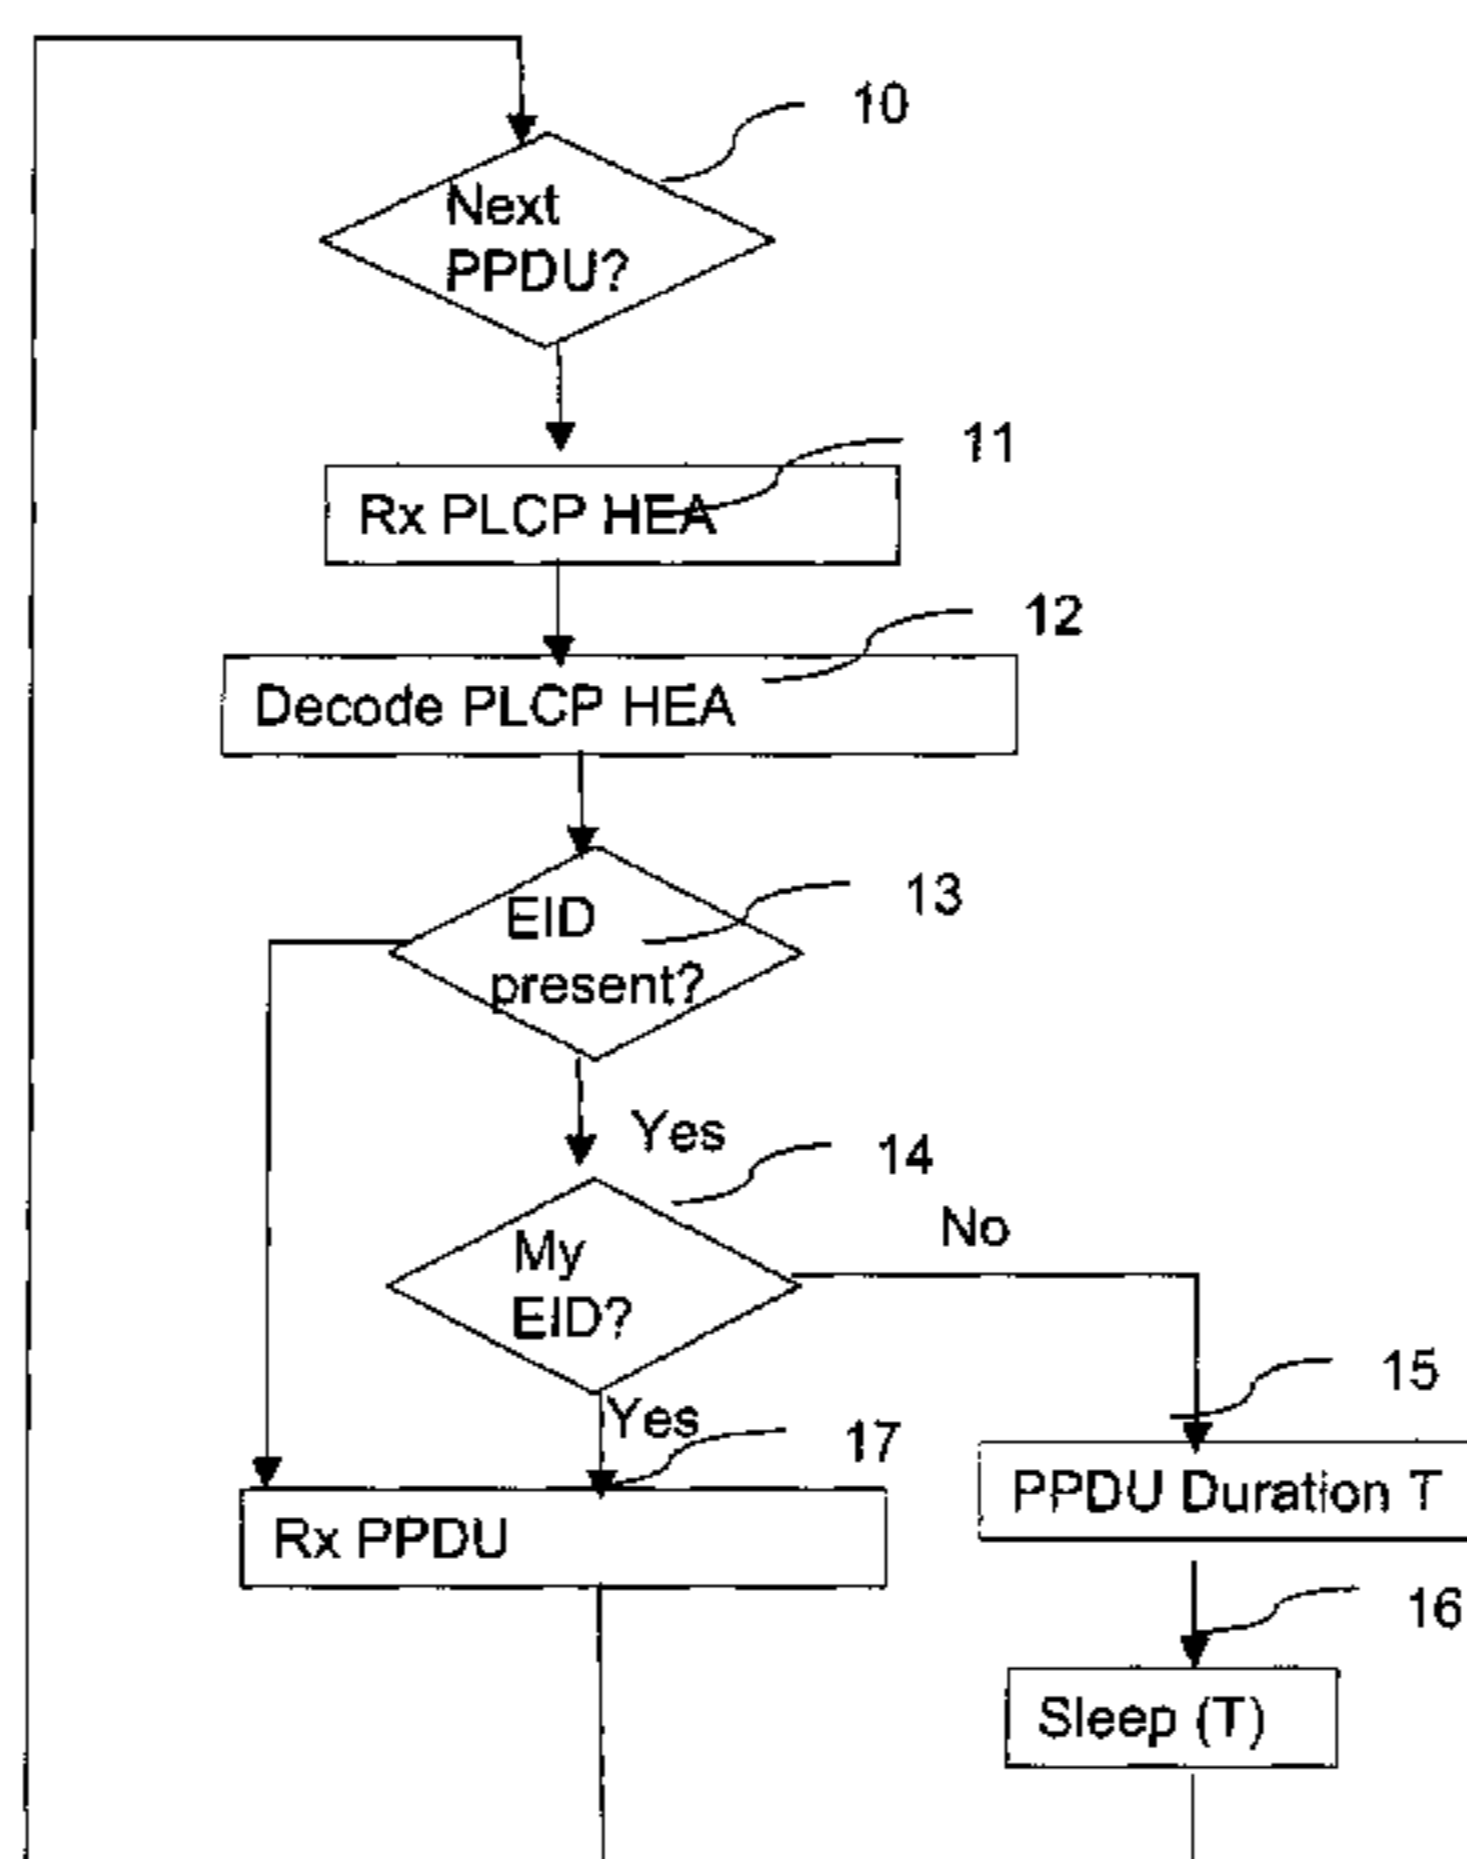 10
Next
PPDU?
11
Rx PLCP HEA
12
Decode PLCP HEA
13
EID
present?
Yes
14
No
My
EID?
15
Yes
17
PPDU Duration T
Rx PPDU
16
Sleep (T)